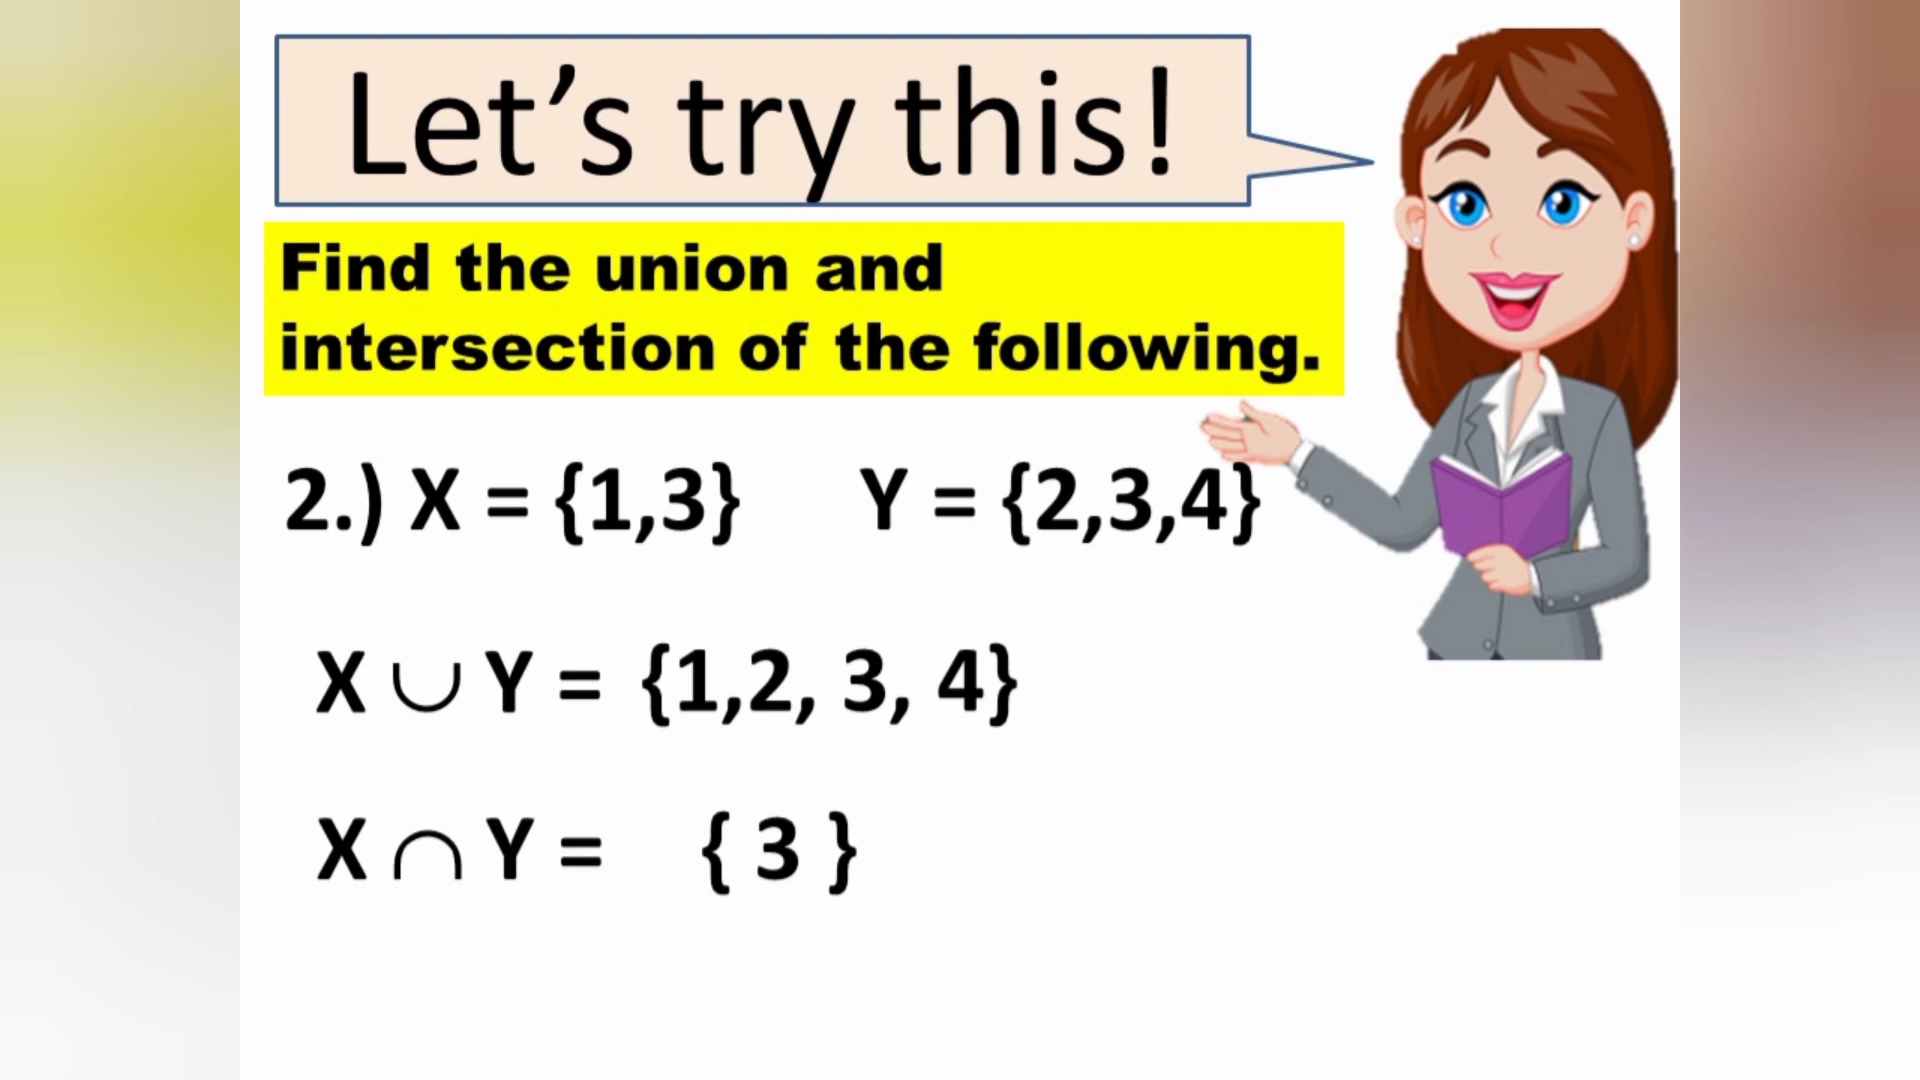 Let’s try this!
Find the union and
intersection of the following.
2.) X = {1,3} Y = {2,3,4}
X ∪ Y = {1,2, 3, 4}
X ∩ Y = { 3 }